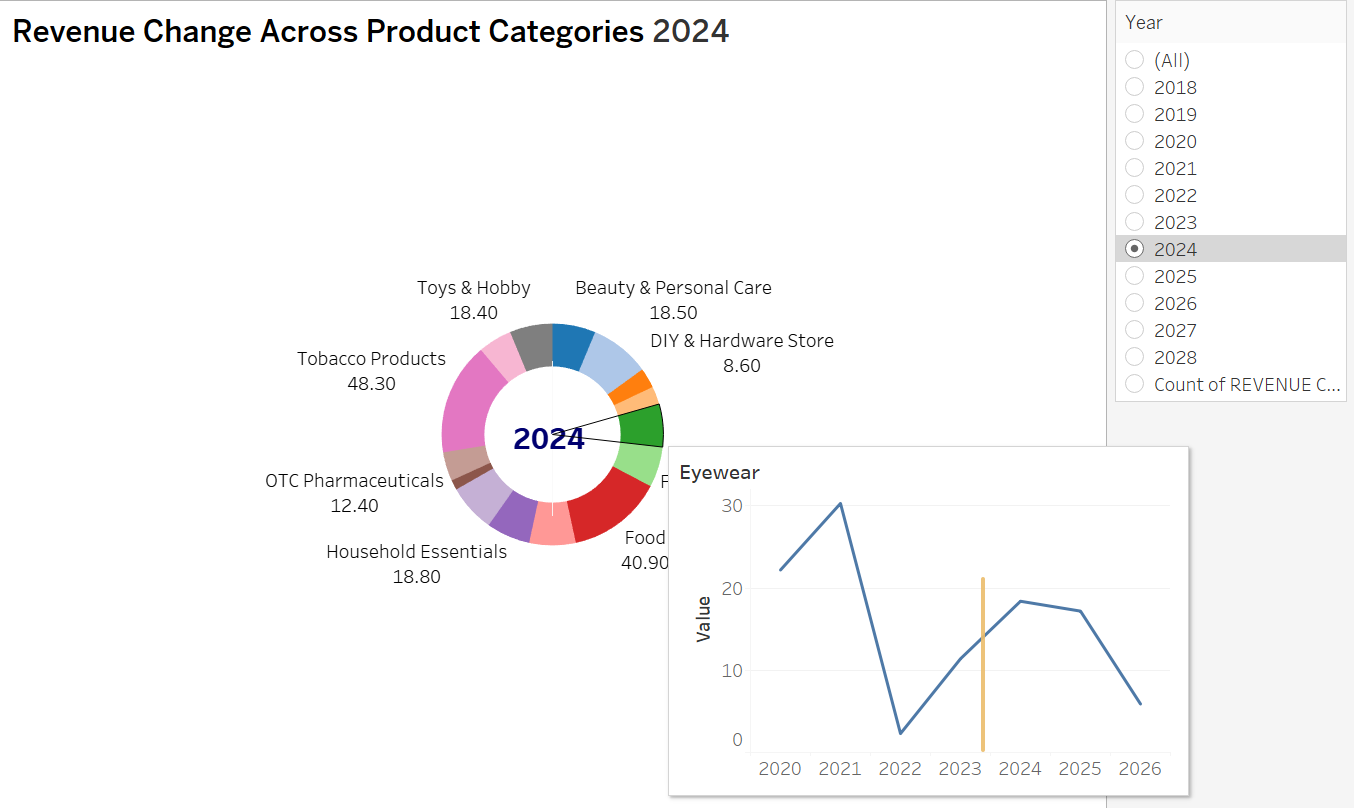 Revenue Change Across Product Categories 2024
Year
(All)
2018
2019
2020
2021
2022
2023
2024
2025
2026
2027
2028
Count of REVENUE C...
Toys & Hobby
18.40
Beauty & Personal Care
18.50
DIY & Hardware Store
8.60
Tobacco Products
48.30
2024
OTC Pharmaceuticals
12.40
Household Essentials
18.80
F
Food
40.90
Eyewear
Value
30
20
10
0
2020 2021 2022 2023 2024 2025 2026